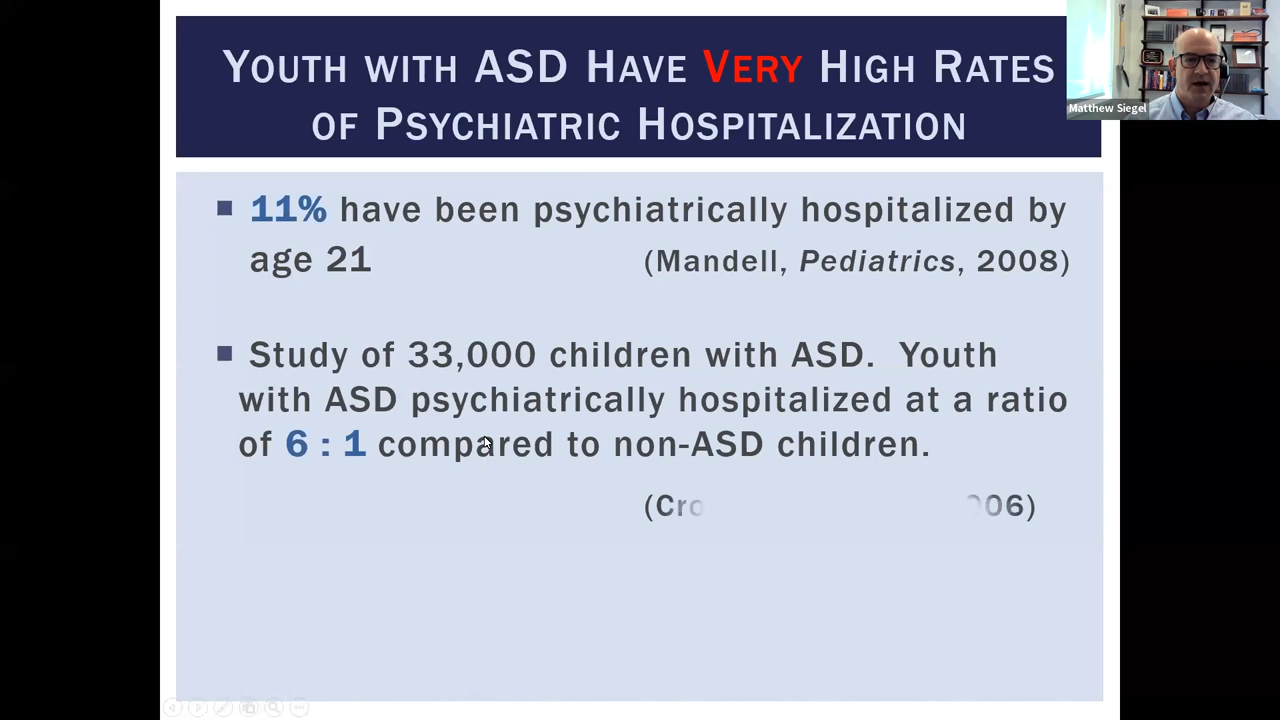 YOUTH WITH ASD HAVE VERY HIGH RATES
OF PSYCHIATRIC HOSPITALIZATION
Matthew Siegel
11% have been psychiatrically hospitalized by
age 21 (Mandell, Pediatrics, 2008)
Study of 33,000 children with ASD. Youth
with ASD psychiatrically hospitalized at a ratio
of 6 : 1 compared to non-ASD children.